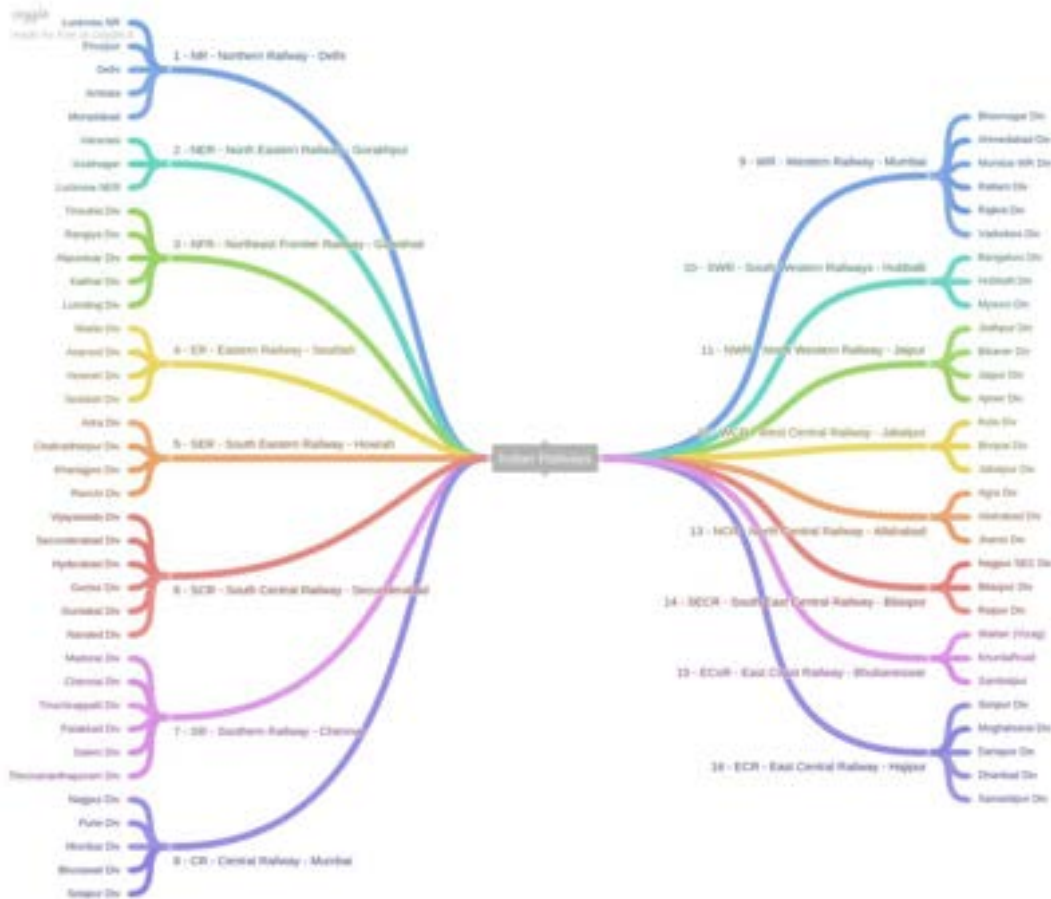 Lucknow NR
Firozpur
Delhi
Ambala
Moradabad
1 - NR - Northern Railway - Delhi
Varanasi
Izzatnagar
Lucknow NER
2 - NER - North Eastern Railway - Gorakhpur
Tinsukia Div
Rangiya Div
Alipurduar Div
Katihar Div
Lumding Div
3 - NFR - Northeast Frontier Railway - Guwahati
Malda Div
Asansol Div
Howrah Div
Sealdah Div
4 - ER - Eastern Railway - Sealdah
Adra Div
Chakradharpur Div
Kharagpur Div
Ranchi Div
5 - SER - South Eastern Railway - Howrah
Vijayawada Div
Secunderabad Div
Hyderabad Div
Guntur Div
Guntakal Div
Nanded Div
6 - SCR - South Central Railway - Secunderabad
Madurai Div
Chennai Div
Tiruchirappalli Div
Palakkad Div
Salem Div
Thiruvananthapuram Div
7 - SR - Southern Railway - Chennai
Nagpur Div
Pune Div
Mumbai Div
Bhusawal Div
Solapur Div
8 - CR - Central Railway - Mumbai
Indian Railways
9 - WR - Western Railway - Mumbai
Bhavnagar Div
Ahmedabad Div
Mumbai WR Div
Ratlam Div
Rajkot Div
Vadodara Div
10 - SWR - South Western Railways - Hubballi
Bengaluru Div
Hubballi Div
Mysuru Div
11 - NWR - North Western Railway - Jaipur
Jodhpur Div
Bikaner Div
Jaipur Div
Ajmer Div
WCR - West Central Railway - Jabalpur
Kota Div
Bhopal Div
Jabalpur Div
13 - NCR - North Central Railway - Allahabad
Agra Div
Allahabad Div
Jhansi Div
14 - SECR - South East Central Railway - Bilaspur
Nagpur SEC Div
Bilaspur Div
Raipur Div
15 - ECoR - East Coast Railway - Bhubaneswar
Waltair (Vizag)
KhurdaRoad
Sambalpur
16 - ECR - East Central Railway - Hajipur
Sonpur Div
Mughalsarai Div
Danapur Div
Dhanbad Div
Samastipur Div